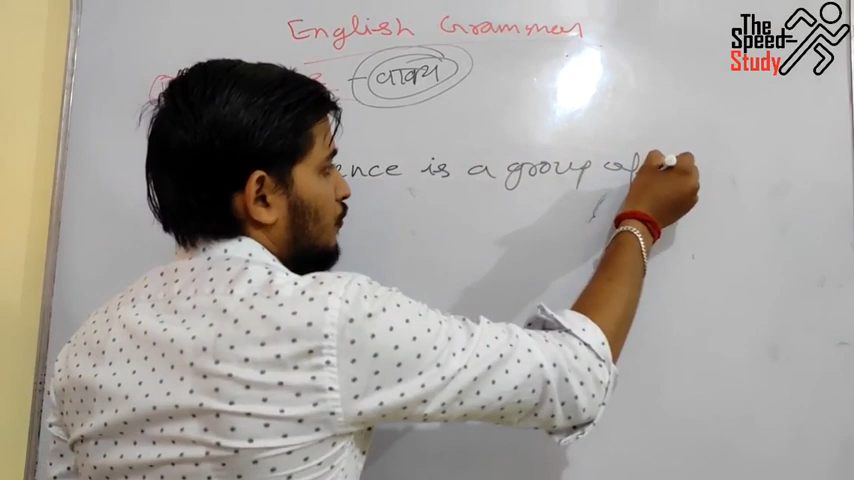 English Grammar
- वाक्य
ence is a group of
The
Speed
Study